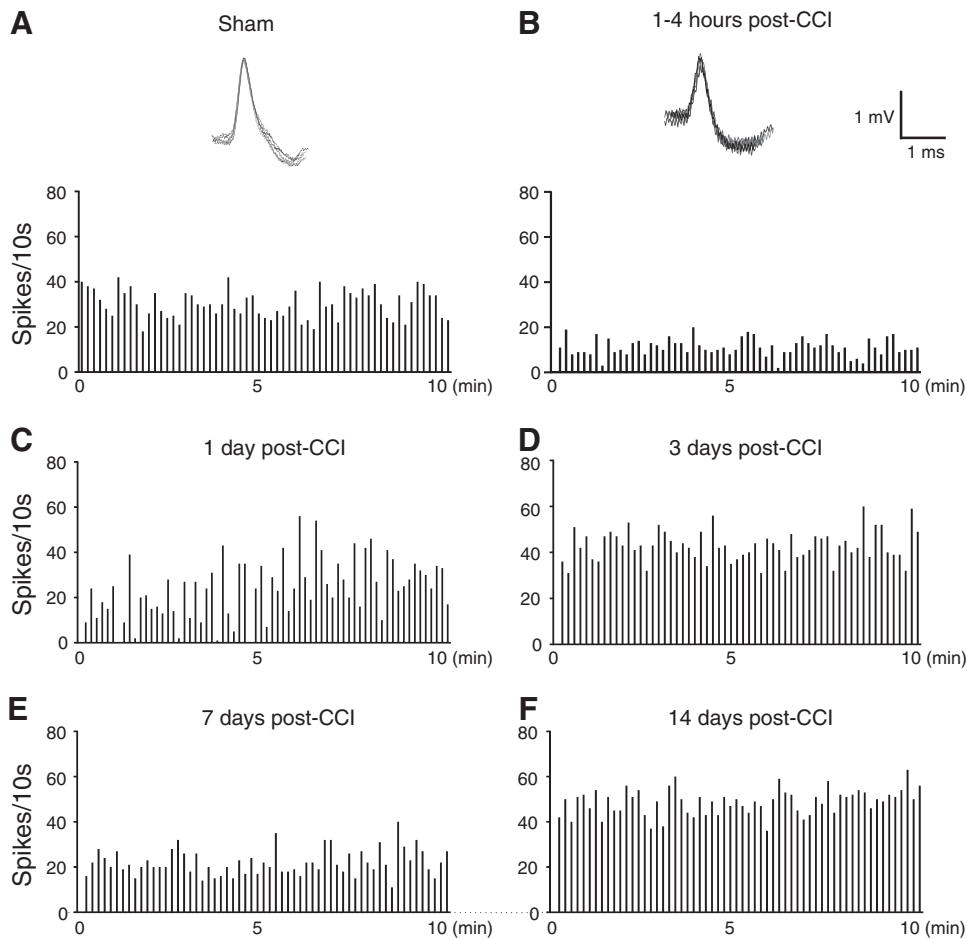 A
Sham
B
1-4 hours post-CCI
1 mV
1 ms
80
60
40
20
0
Spikes/10s
0 5 10 (min)
80
60
40
20
0
0 5 10 (min)
C
1 day post-CCI
80
60
40
20
0
Spikes/10s
0 5 10 (min)
D
3 days post-CCI
80
60
40
20
0
0 5 10 (min)
E
7 days post-CCI
80
60
40
20
0
Spikes/10s
0 5 10 (min)
F
14 days post-CCI
80
60
40
20
0
0 5 10 (min)